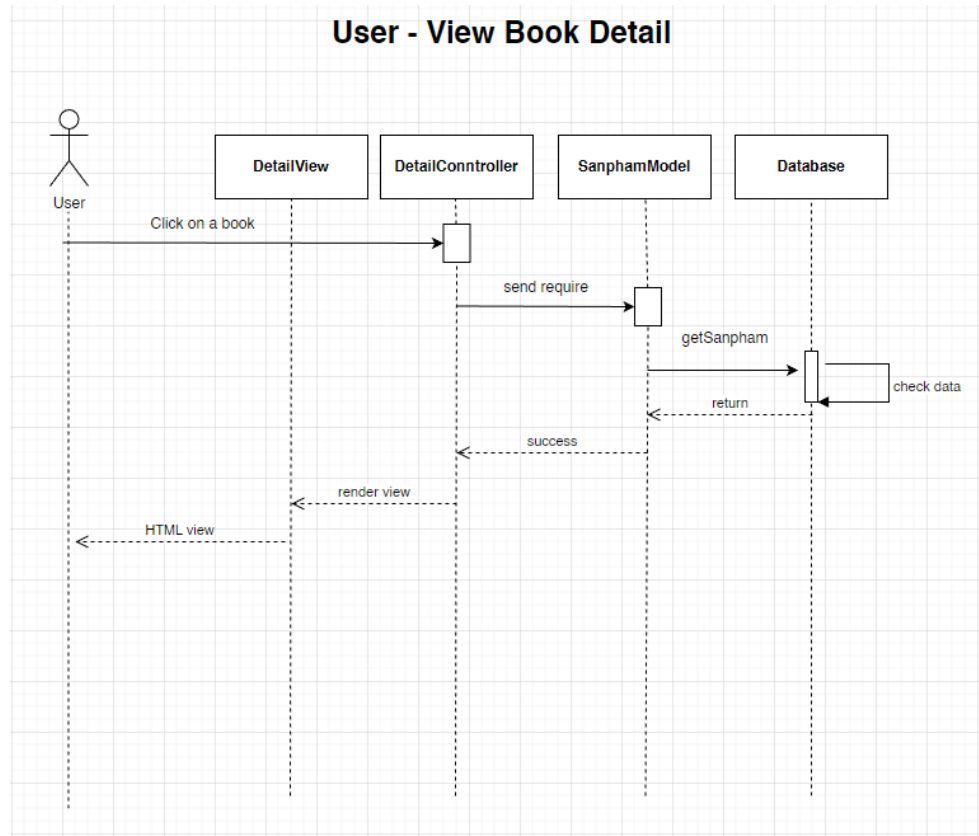 User - View Book Detail
DetailView
DetailConntroller
SanphamModel
Database
User
Click on a book
send require
getSanpham
check data
return
success
render view
HTML view